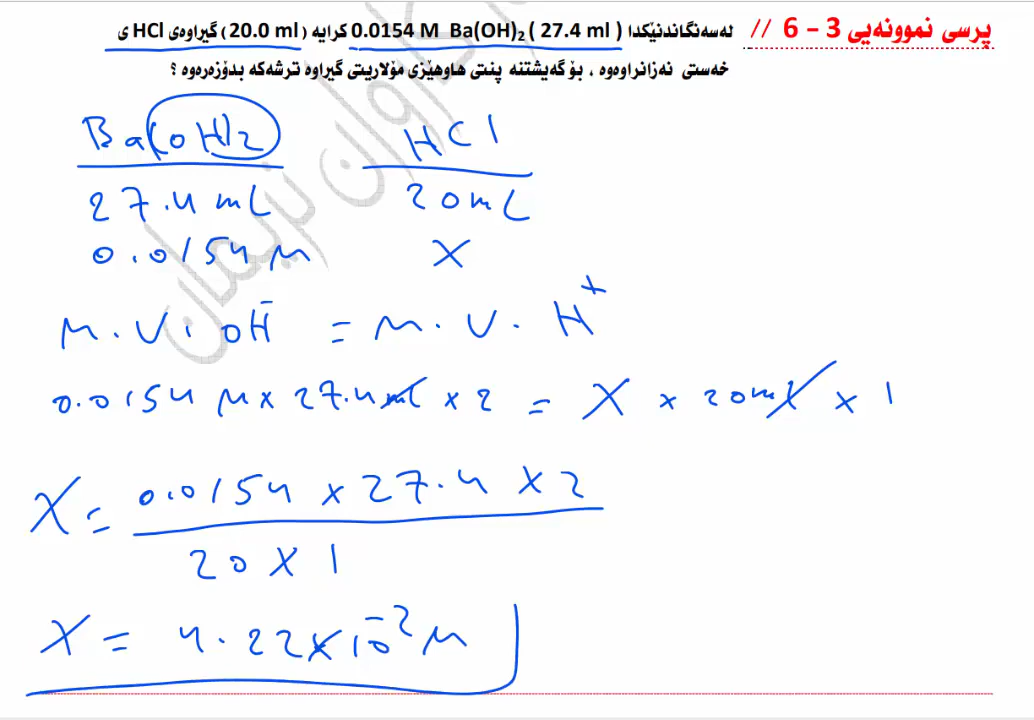 پرسی نموونەیی 3 – 6 // لەسەنگاندنێکدا ( 27.4 ml ) 0.0154 M Ba(OH)₂ کرایە ( 20.0 ml ) گیراوەی HCl ی
خەستی نەزانراوەوە ، بۆ گەیشتنە پنتی هاوهێزی مۆلاریتی گیراوە ترشەکە بدۆزەرەوە ؟
Ba(OH)2 HCl
27.4 mL 20 mL
0.0154 M X
M . V . OH⁻ = M . V . H⁺
0.0154 M x 27.4 mL x 2 = X x 20 mL x 1
X = 0.0154 x 27.4 x 2
20 x 1
X = 4.22x10⁻² M
نەریمان